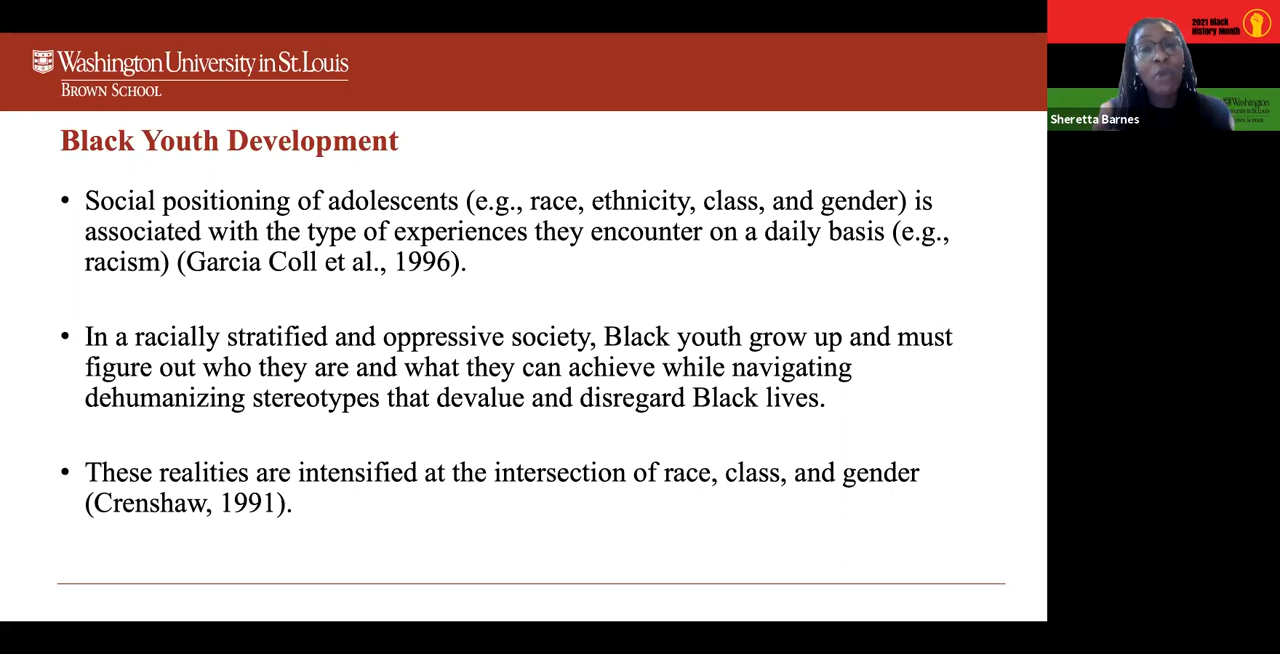 Washington University in St. Louis
BROWN SCHOOL
Black Youth Development
• Social positioning of adolescents (e.g., race, ethnicity, class, and gender) is
associated with the type of experiences they encounter on a daily basis (e.g.,
racism) (Garcia Coll et al., 1996).
• In a racially stratified and oppressive society, Black youth grow up and must
figure out who they are and what they can achieve while navigating
dehumanizing stereotypes that devalue and disregard Black lives.
• These realities are intensified at the intersection of race, class, and gender
(Crenshaw, 1991).
2021 Black
History Month
Washington
Sheretta Barnes